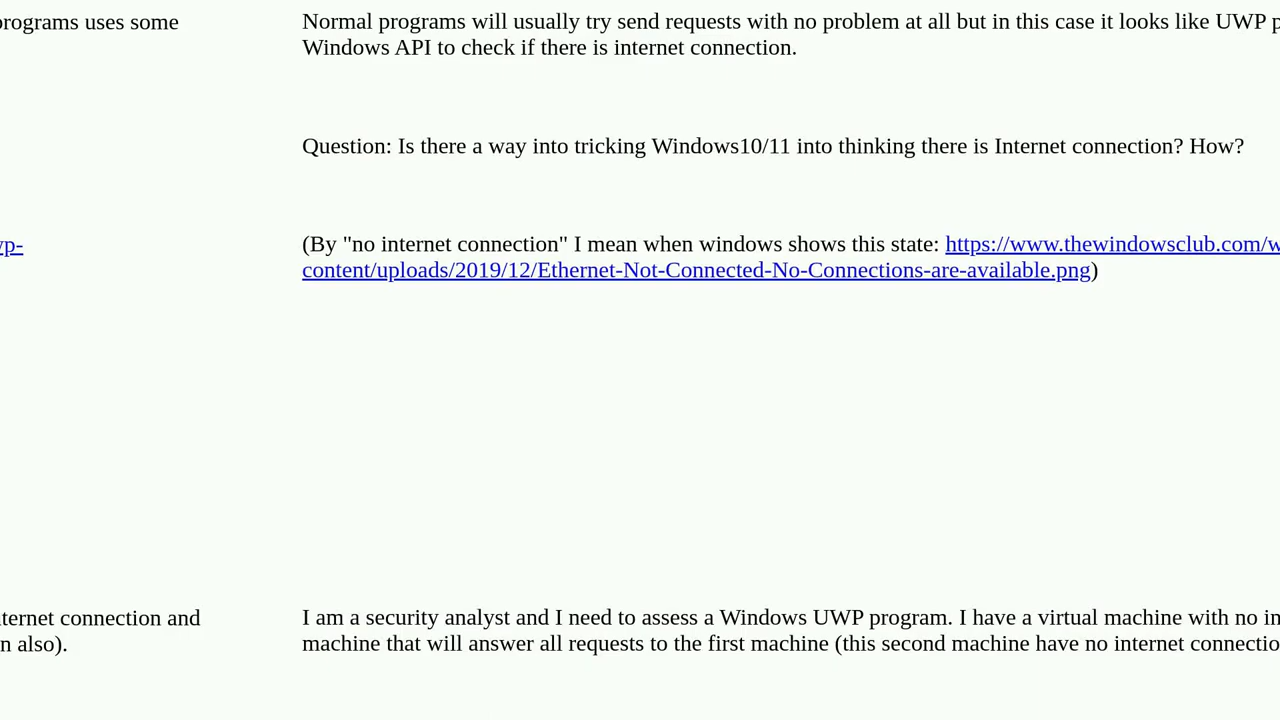 programs uses some
Normal programs will usually try send requests with no problem at all but in this case it looks like UWP
Windows API to check if there is internet connection.
Question: Is there a way into tricking Windows10/11 into thinking there is Internet connection? How?
wp-
(By "no internet connection" I mean when windows shows this state: https://www.thewindowsclub.com/w
content/uploads/2019/12/Ethernet-Not-Connected-No-Connections-are-available.png)
ternet connection and
n also).
I am a security analyst and I need to assess a Windows UWP program. I have a virtual machine with no in
machine that will answer all requests to the first machine (this second machine have no internet connectio